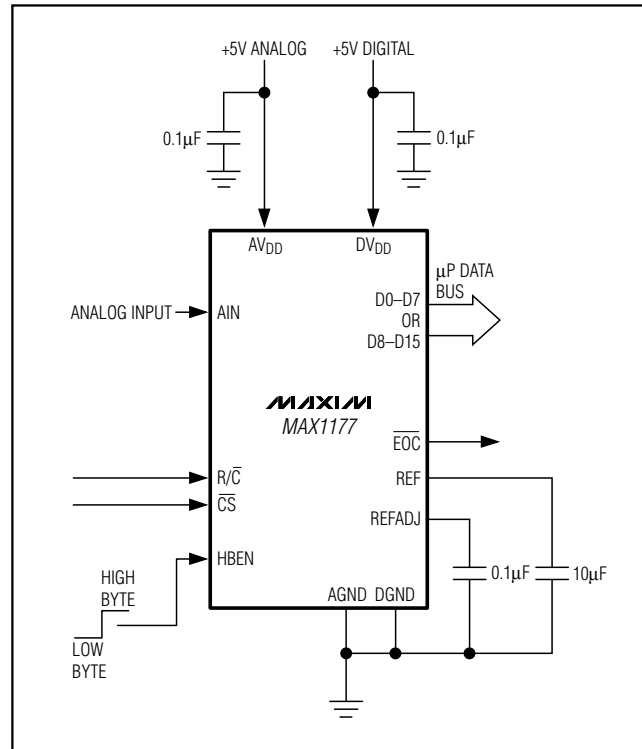 +5V ANALOG
+5V DIGITAL
0.1µF
0.1µF
AVDD
DVDD
µP DATA
BUS
ANALOG INPUT
AIN
D0–D7
OR
D8–D15
MAXIM
MAX1177
EOC
R/C
REF
CS
REFADJ
HBEN
HIGH
BYTE
LOW
BYTE
0.1µF
10µF
AGND
DGND